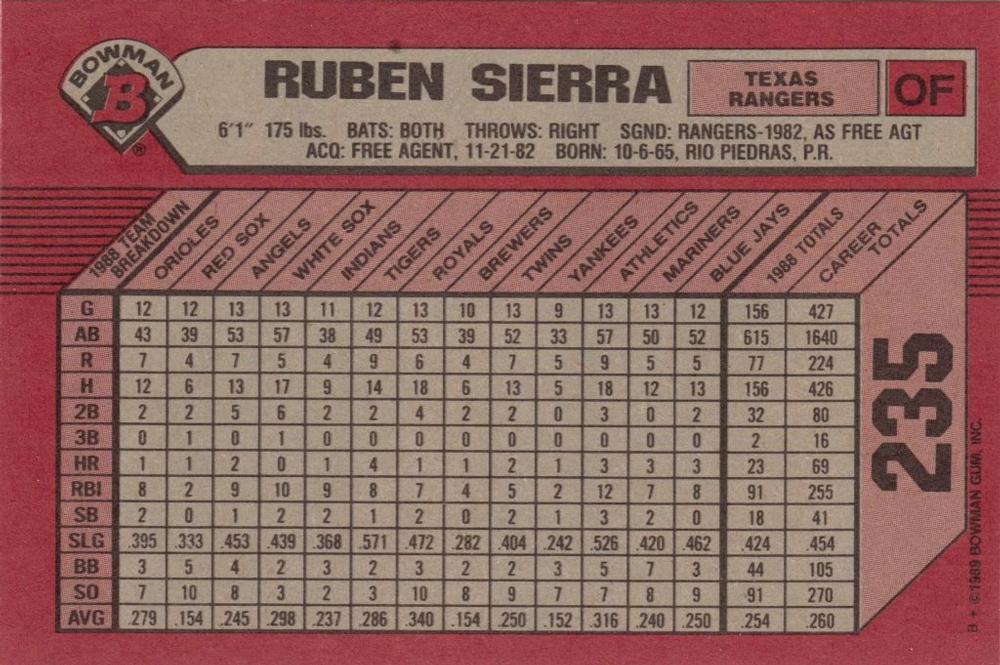 BOWMAN
B
®
RUBEN SIERRA
TEXAS
RANGERS
OF
6'1" 175 lbs. BATS: BOTH THROWS: RIGHT SGND: RANGERS-1982, AS FREE AGT
ACQ: FREE AGENT, 11-21-82 BORN: 10-6-65, RIO PIEDRAS, P.R.
1988 TEAM BREAKDOWN ORIOLES RED SOX ANGELS WHITE SOX INDIANS TIGERS ROYALS BREWERS TWINS YANKEES ATHLETICS MARINERS BLUE JAYS 1988 TOTALS CAREER TOTALS
G 12 12 13 13 11 12 13 10 13 9 13 13 12 156 427
AB 43 39 53 57 38 49 53 39 52 33 57 50 52 615 1640
R 7 4 7 5 4 9 6 4 7 5 9 5 5 77 224
H 12 6 13 17 9 14 18 6 13 5 18 12 13 156 426
2B 2 2 5 6 2 2 4 2 2 0 3 0 2 32 80
3B 0 1 0 1 0 0 0 0 0 0 0 0 0 2 16
HR 1 1 2 0 1 4 1 1 2 1 3 3 3 23 69
RBI 8 2 9 10 9 8 7 4 5 2 12 7 8 91 255
SB 2 0 1 2 2 1 2 0 2 1 3 2 0 18 41
SLG .395 .333 .453 .439 .368 .571 .472 .282 .404 .242 .526 .420 .462 .424 .454
BB 3 5 4 2 3 2 3 2 2 3 5 7 3 44 105
SO 7 10 8 3 2 3 10 8 9 7 7 8 9 91 270
AVG .279 .154 .245 .298 .237 .286 .340 .154 .250 .152 .316 .240 .250 .254 .260
235
B + ©1989 BOWMAN GUM, INC.